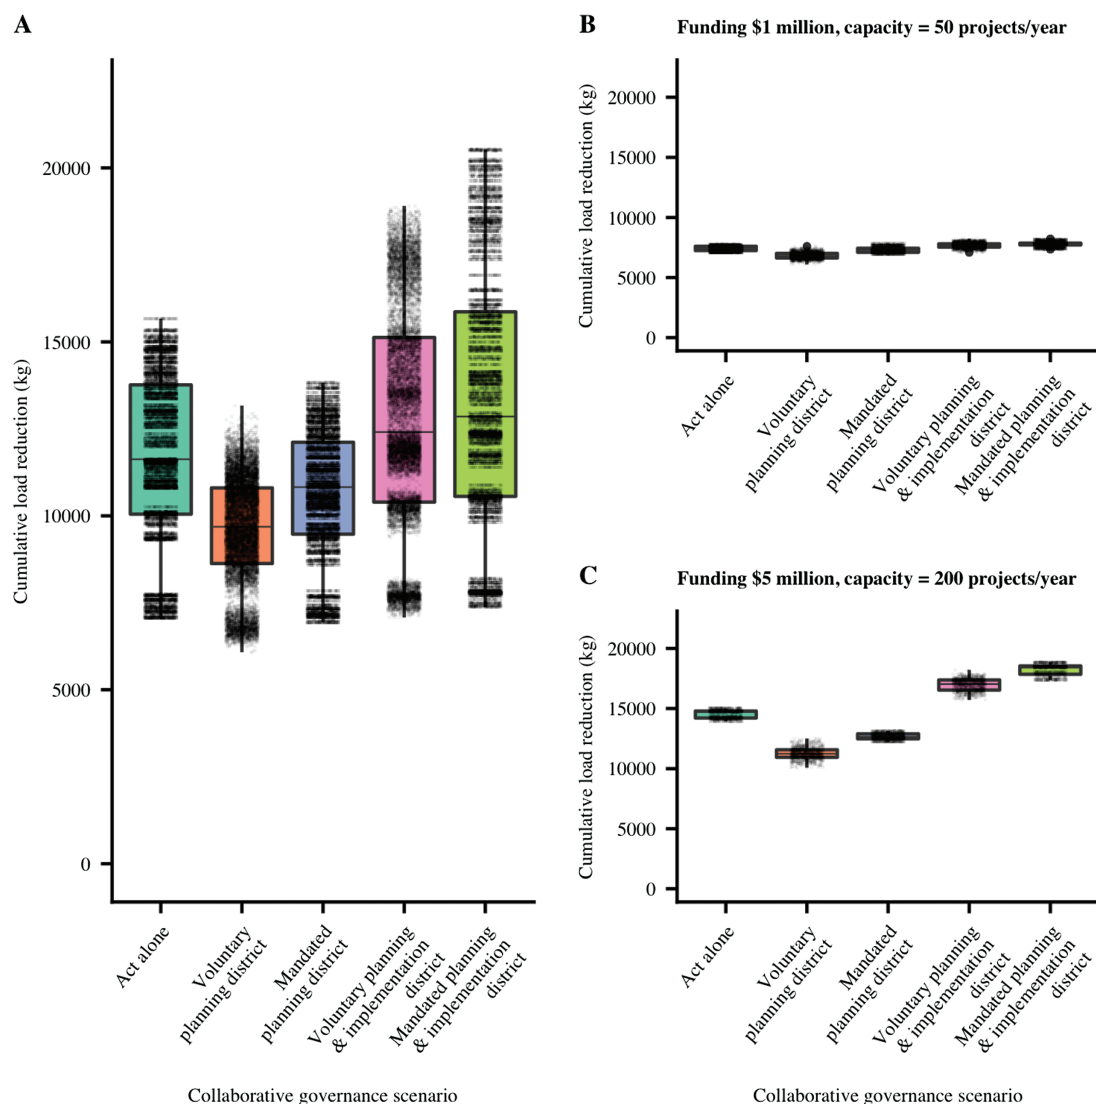 A
Cumulative load reduction (kg)
20000
15000
10000
5000
0
Act alone
Voluntary
planning district
Mandated
planning district
Voluntary planning
& implementation
district
Mandated planning
& implementation
district
Collaborative governance scenario
B
Funding $1 million, capacity = 50 projects/year
Cumulative load reduction (kg)
20000
15000
10000
5000
0
Act alone
Voluntary
planning district
Mandated
planning district
Voluntary planning
& implementation
district
Mandated planning
& implementation
district
C
Funding $5 million, capacity = 200 projects/year
Cumulative load reduction (kg)
20000
15000
10000
5000
0
Act alone
Voluntary
planning district
Mandated
planning district
Voluntary planning
& implementation
district
Mandated planning
& implementation
district
Collaborative governance scenario